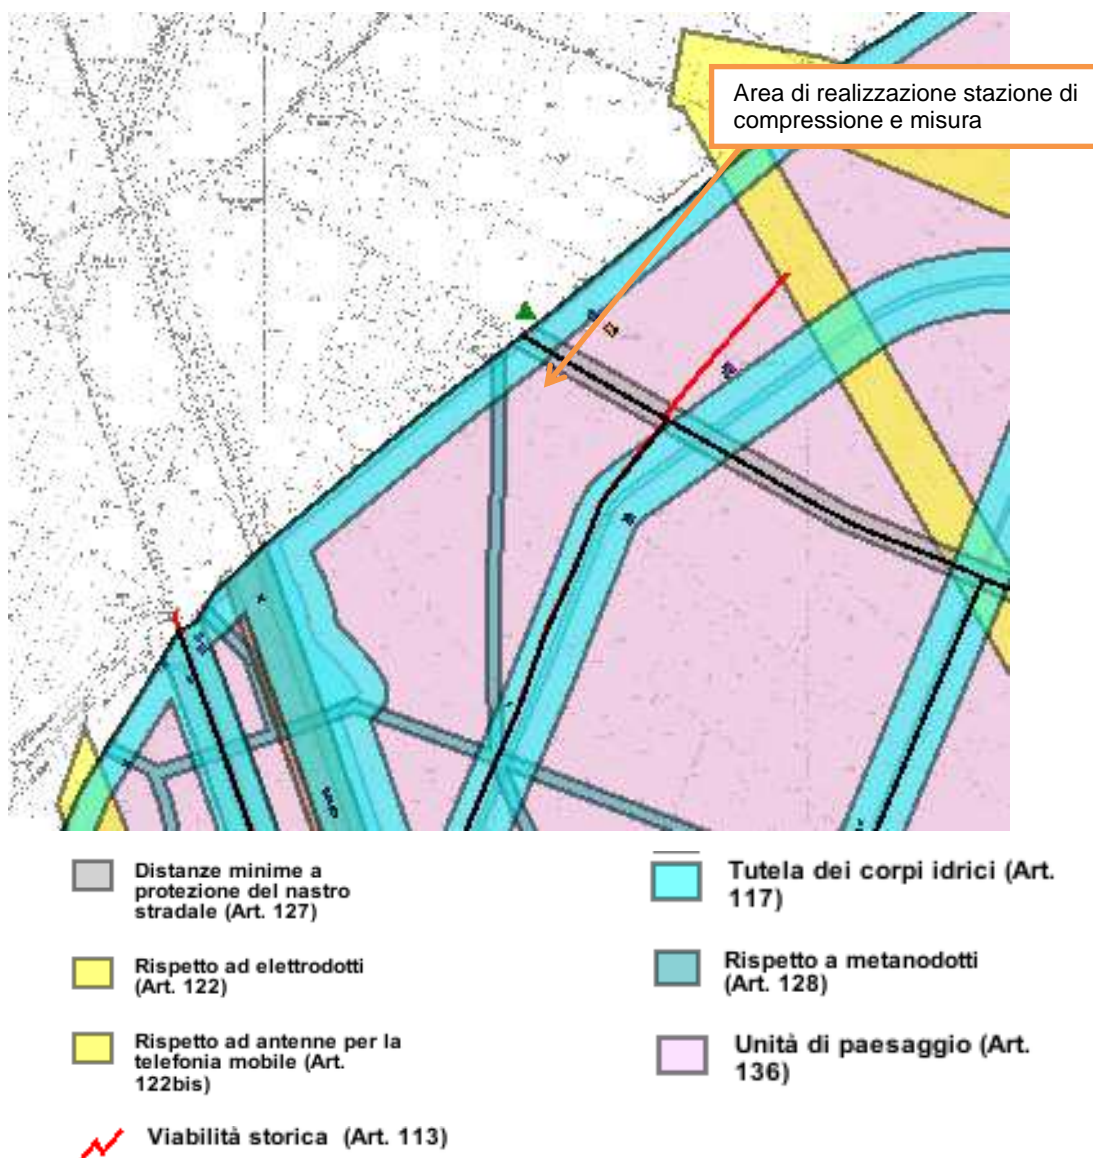 Area di realizzazione stazione di
compressione e misura
Distanze minime a
protezione del nastro
stradale (Art. 127)
Rispetto ad elettrodotti
(Art. 122)
Rispetto ad antenne per la
telefonia mobile (Art.
122bis)
Viabilità storica (Art. 113)
Tutela dei corpi idrici (Art.
117)
Rispetto a metanodotti
(Art. 128)
Unità di paesaggio (Art.
136)